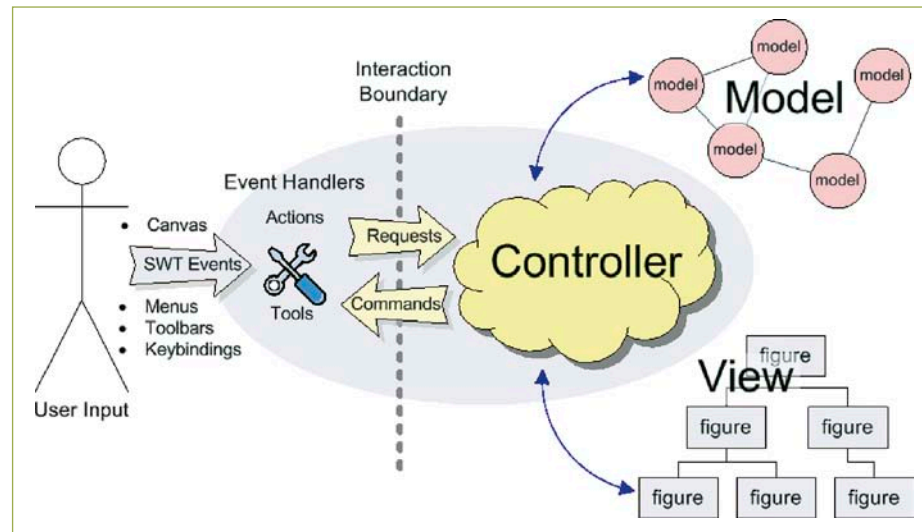 Interaction
Boundary
Event Handlers
Actions
Tools
• Canvas
SWT Events
• Menus
• Toolbars
• Keybindings
User Input
Requests
Commands
Controller
model
model
model
model
model
Model
figure
View
figure
figure
figure
figure
figure